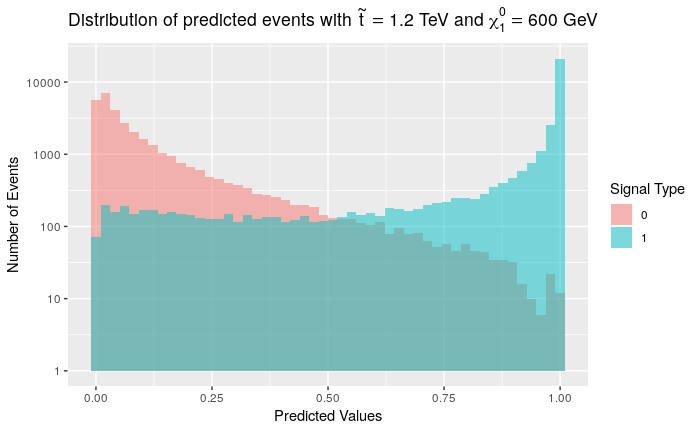 Distribution of predicted events with t̃ = 1.2 TeV and χ₁⁰ = 600 GeV
Number of Events
10000
1000
100
10
1
0.00 0.25 0.50 0.75 1.00
Predicted Values
Signal Type
0
1